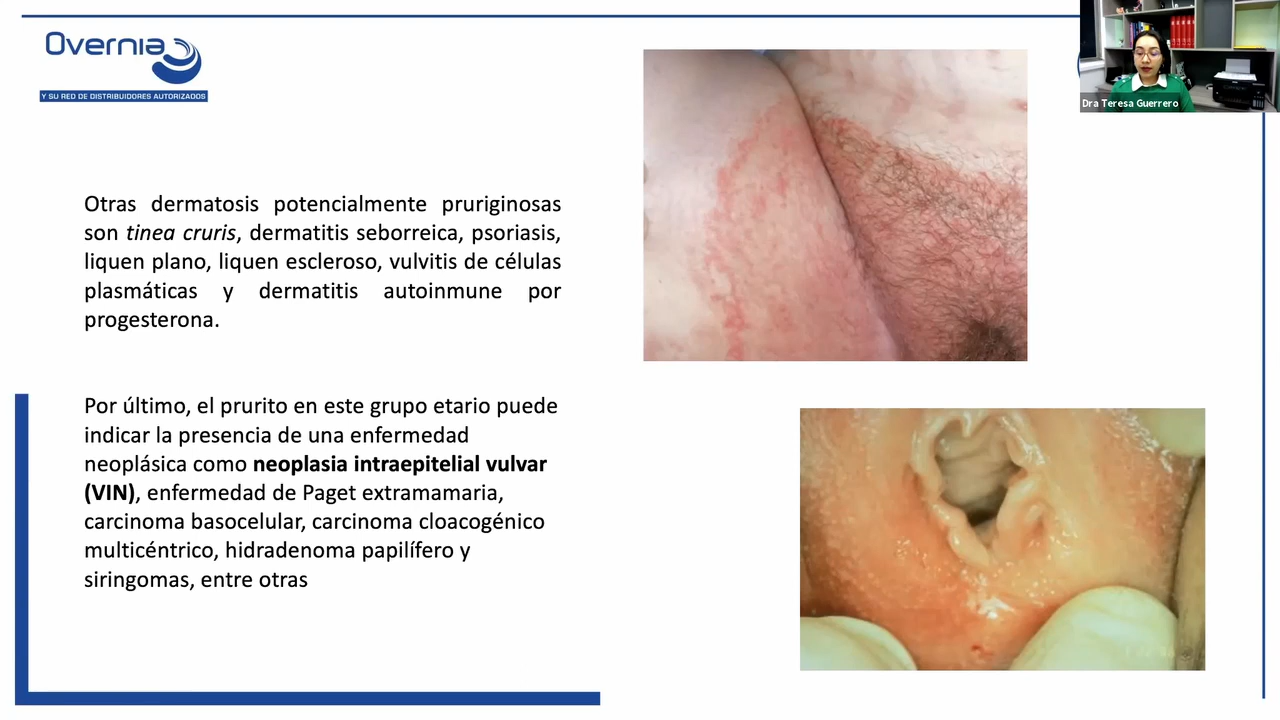 Overnia
Y SU RED DE DISTRIBUIDORES AUTORIZADOS
Dra Teresa Guerrero
Otras dermatosis potencialmente pruriginosas
son tinea cruris, dermatitis seborreica, psoriasis,
liquen plano, liquen escleroso, vulvitis de células
plasmáticas y dermatitis autoinmune por
progesterona.
Por último, el prurito en este grupo etario puede
indicar la presencia de una enfermedad
neoplásica como neoplasia intraepitelial vulvar
(VIN), enfermedad de Paget extramamaria,
carcinoma basocelular, carcinoma cloacogénico
multicéntrico, hidradenoma papilífero y
siringomas, entre otras